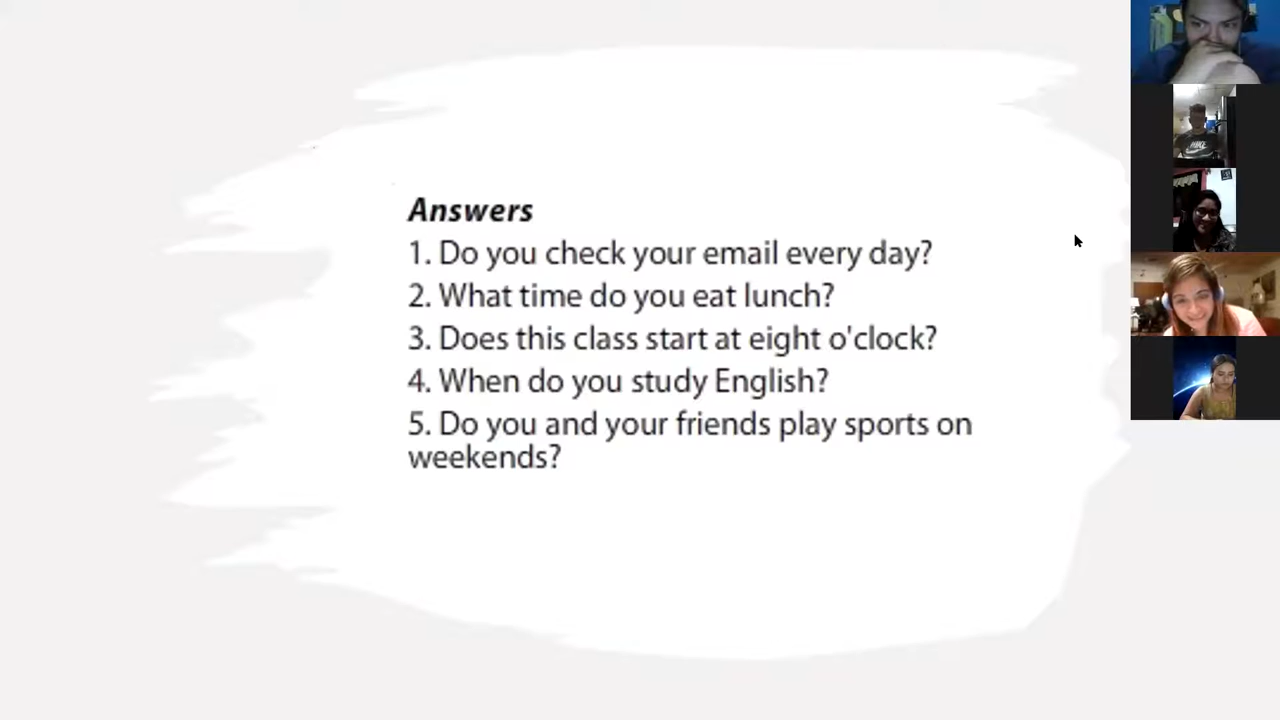 Answers
1. Do you check your email every day?
2. What time do you eat lunch?
3. Does this class start at eight o'clock?
4. When do you study English?
5. Do you and your friends play sports on
weekends?